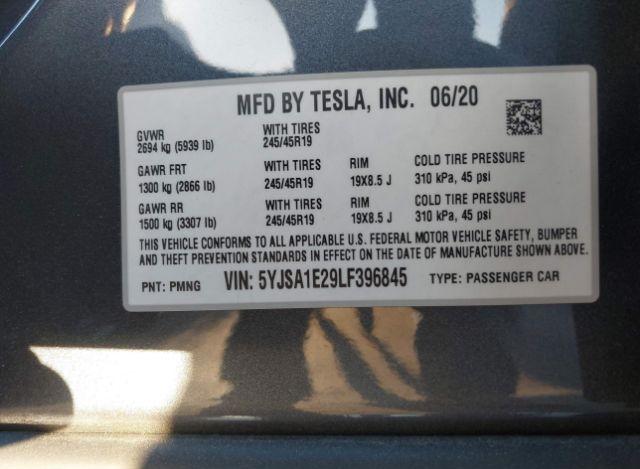 MFD BY TESLA, INC. 06/20
GVWR WITH TIRES
2694 kg (5939 lb) 245/45R19
GAWR FRT WITH TIRES RIM COLD TIRE PRESSURE
1300 kg (2866 lb) 245/45R19 19X8.5 J 310 kPa, 45 psi
GAWR RR WITH TIRES RIM COLD TIRE PRESSURE
1500 kg (3307 lb) 245/45R19 19X8.5 J 310 kPa, 45 psi
THIS VEHICLE CONFORMS TO ALL APPLICABLE U.S. FEDERAL MOTOR VEHICLE SAFETY, BUMPER
AND THEFT PREVENTION STANDARDS IN EFFECT ON THE DATE OF MANUFACTURE SHOWN ABOVE.
PNT: PMNG VIN: 5YJSA1E29LF396845 TYPE: PASSENGER CAR